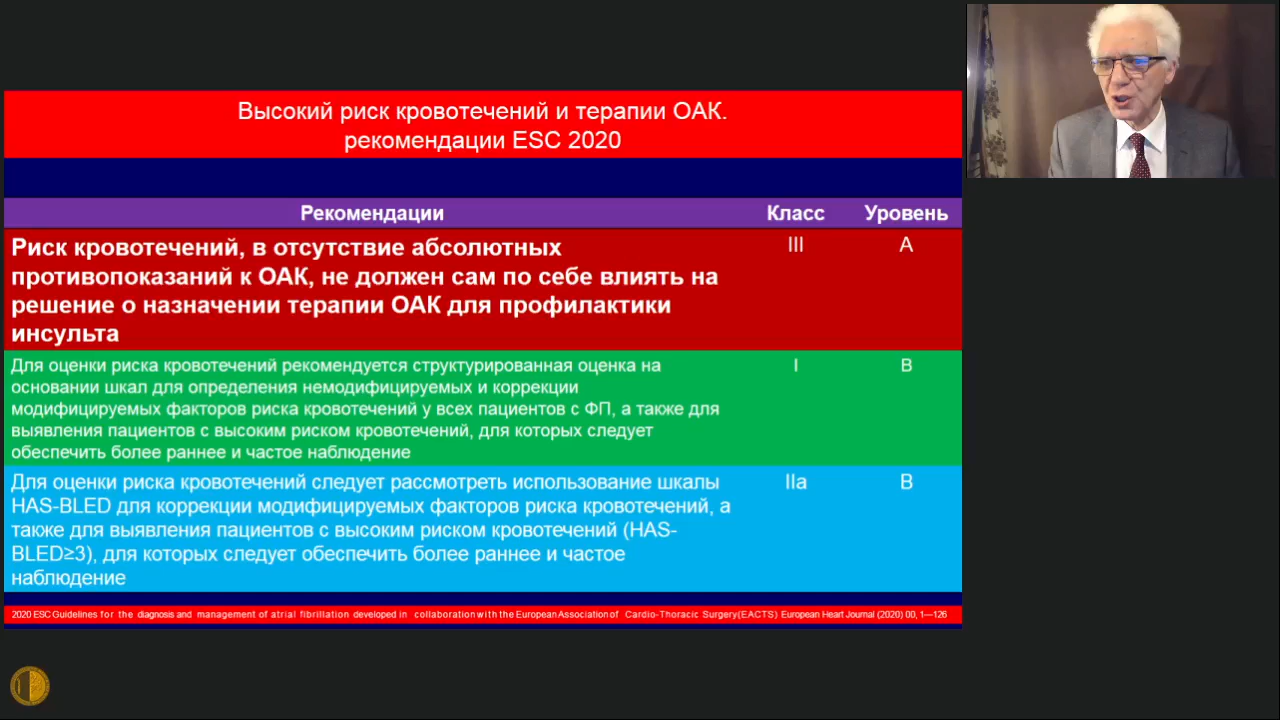 Высокий риск кровотечений и терапии ОАК.
рекомендации ESC 2020
Рекомендации Класс Уровень
Риск кровотечений, в отсутствие абсолютных III A
противопоказаний к ОАК, не должен сам по себе влиять на
решение о назначении терапии ОАК для профилактики
инсульта
Для оценки риска кровотечений рекомендуется структурированная оценка на I B
основании шкал для определения немодифицируемых и коррекции
модифицируемых факторов риска кровотечений у всех пациентов с ФП, а также для
выявления пациентов с высоким риском кровотечений, для которых следует
обеспечить более раннее и частое наблюдение
Для оценки риска кровотечений следует рассмотреть использование шкалы IIa B
HAS-BLED для коррекции модифицируемых факторов риска кровотечений, а
также для выявления пациентов с высоким риском кровотечений (HAS-
BLED≥3), для которых следует обеспечить более раннее и частое
наблюдение
2020 ESC Guidelines for the diagnosis and management of atrial fibrillation developed in collaboration with the European Association of Cardio-Thoracic Surgery(EACTS) European Heart Journal (2020) 00, 1—126